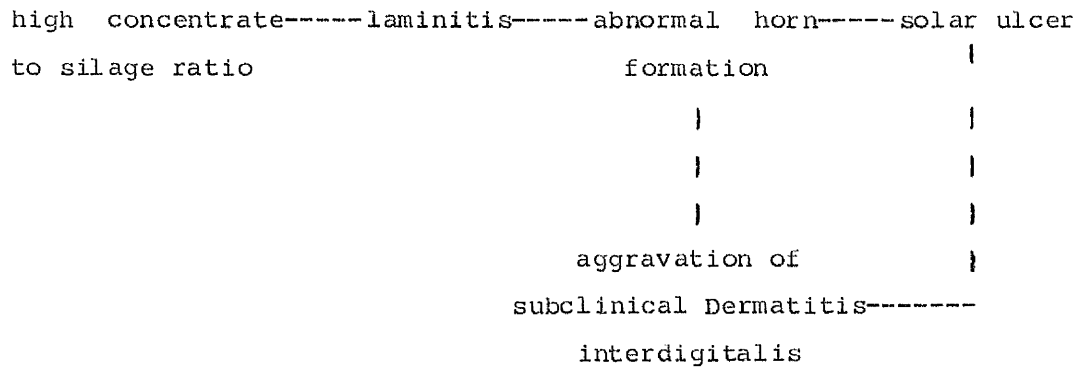 high concentrate-----laminitis-----abnormal horn-----solar ulcer
to silage ratio formation
aggravation of
subclinical Dermatitis-------
interdigitalis